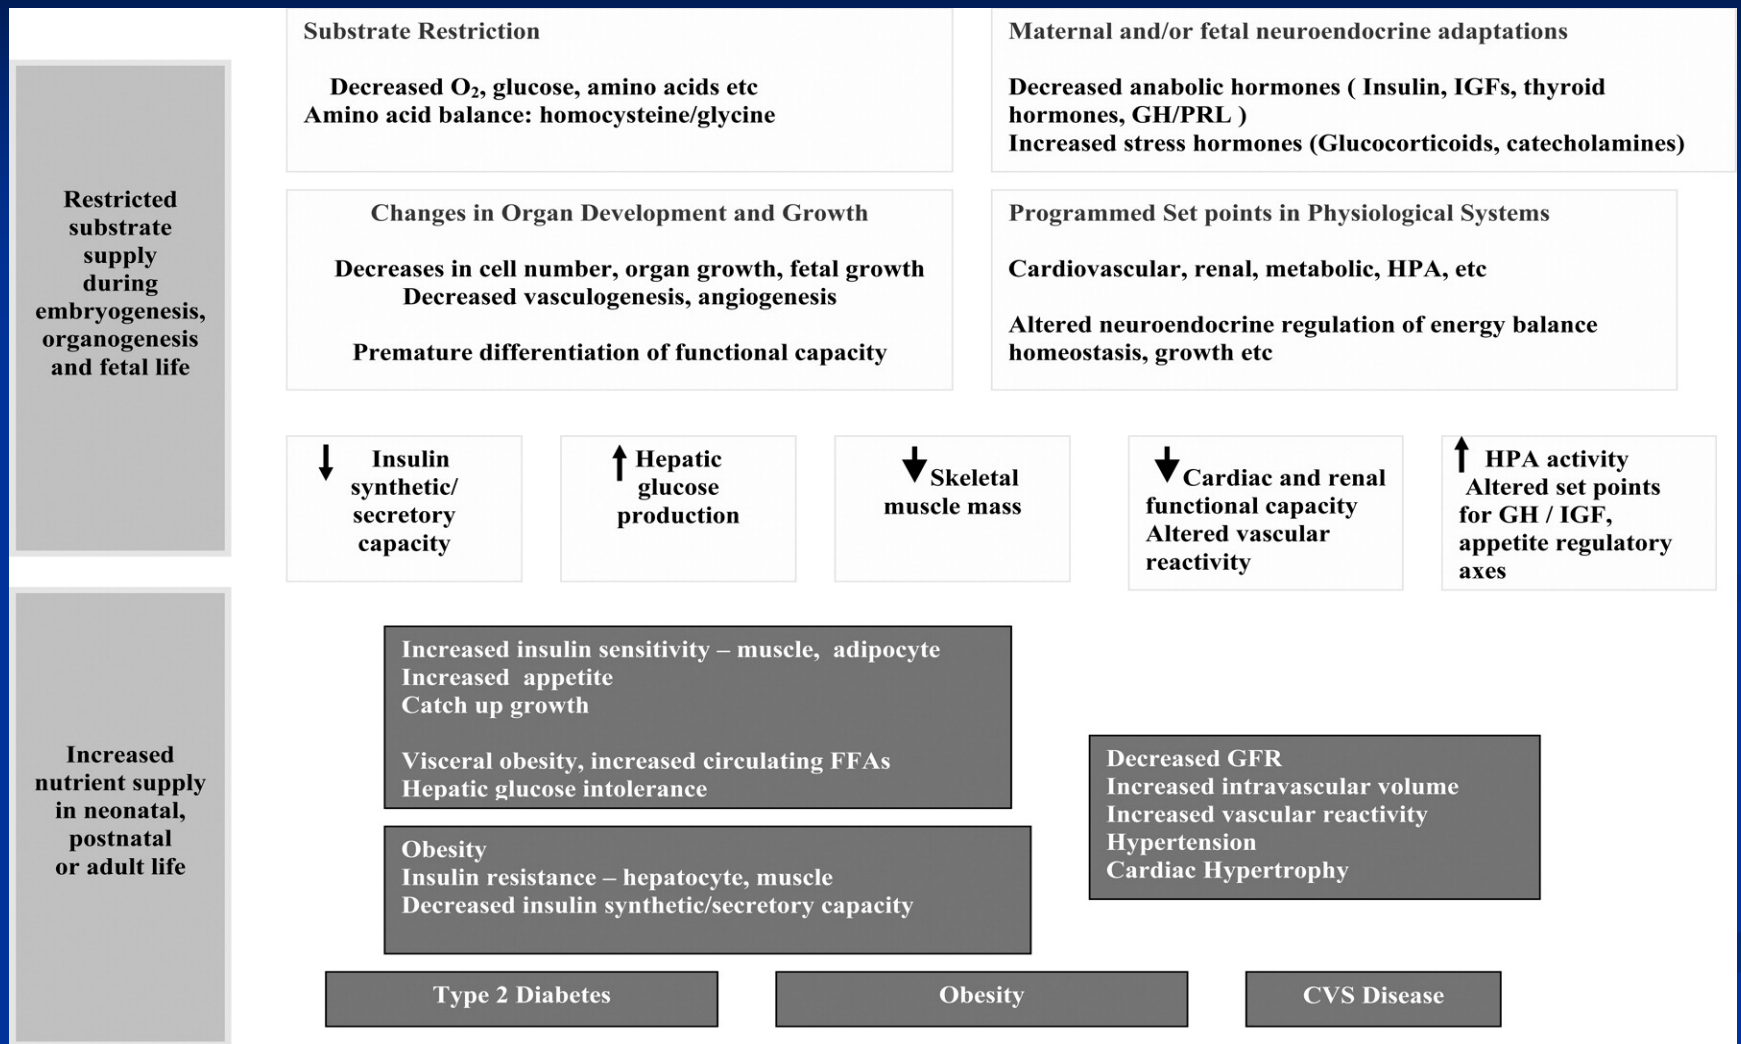 Restricted
substrate
supply
during
embryogenesis,
organogenesis
and fetal life
Substrate Restriction
Decreased O₂, glucose, amino acids etc
Amino acid balance: homocysteine/glycine
Maternal and/or fetal neuroendocrine adaptations
Decreased anabolic hormones ( Insulin, IGFs, thyroid
hormones, GH/PRL )
Increased stress hormones (Glucocorticoids, catecholamines)
Changes in Organ Development and Growth
Decreases in cell number, organ growth, fetal growth
Decreased vasculogenesis, angiogenesis
Premature differentiation of functional capacity
Programmed Set points in Physiological Systems
Cardiovascular, renal, metabolic, HPA, etc
Altered neuroendocrine regulation of energy balance
homeostasis, growth etc
↓ Insulin
synthetic/
secretory
capacity
↑ Hepatic
glucose
production
↓ Skeletal
muscle mass
↓ Cardiac and renal
functional capacity
Altered vascular
reactivity
↑ HPA activity
Altered set points
for GH / IGF,
appetite regulatory
axes
Increased
nutrient supply
in neonatal,
postnatal
or adult life
Increased insulin sensitivity – muscle, adipocyte
Increased appetite
Catch up growth
Visceral obesity, increased circulating FFAs
Hepatic glucose intolerance
Decreased GFR
Increased intravascular volume
Increased vascular reactivity
Hypertension
Cardiac Hypertrophy
Obesity
Insulin resistance – hepatocyte, muscle
Decreased insulin synthetic/secretory capacity
Type 2 Diabetes
Obesity
CVS Disease